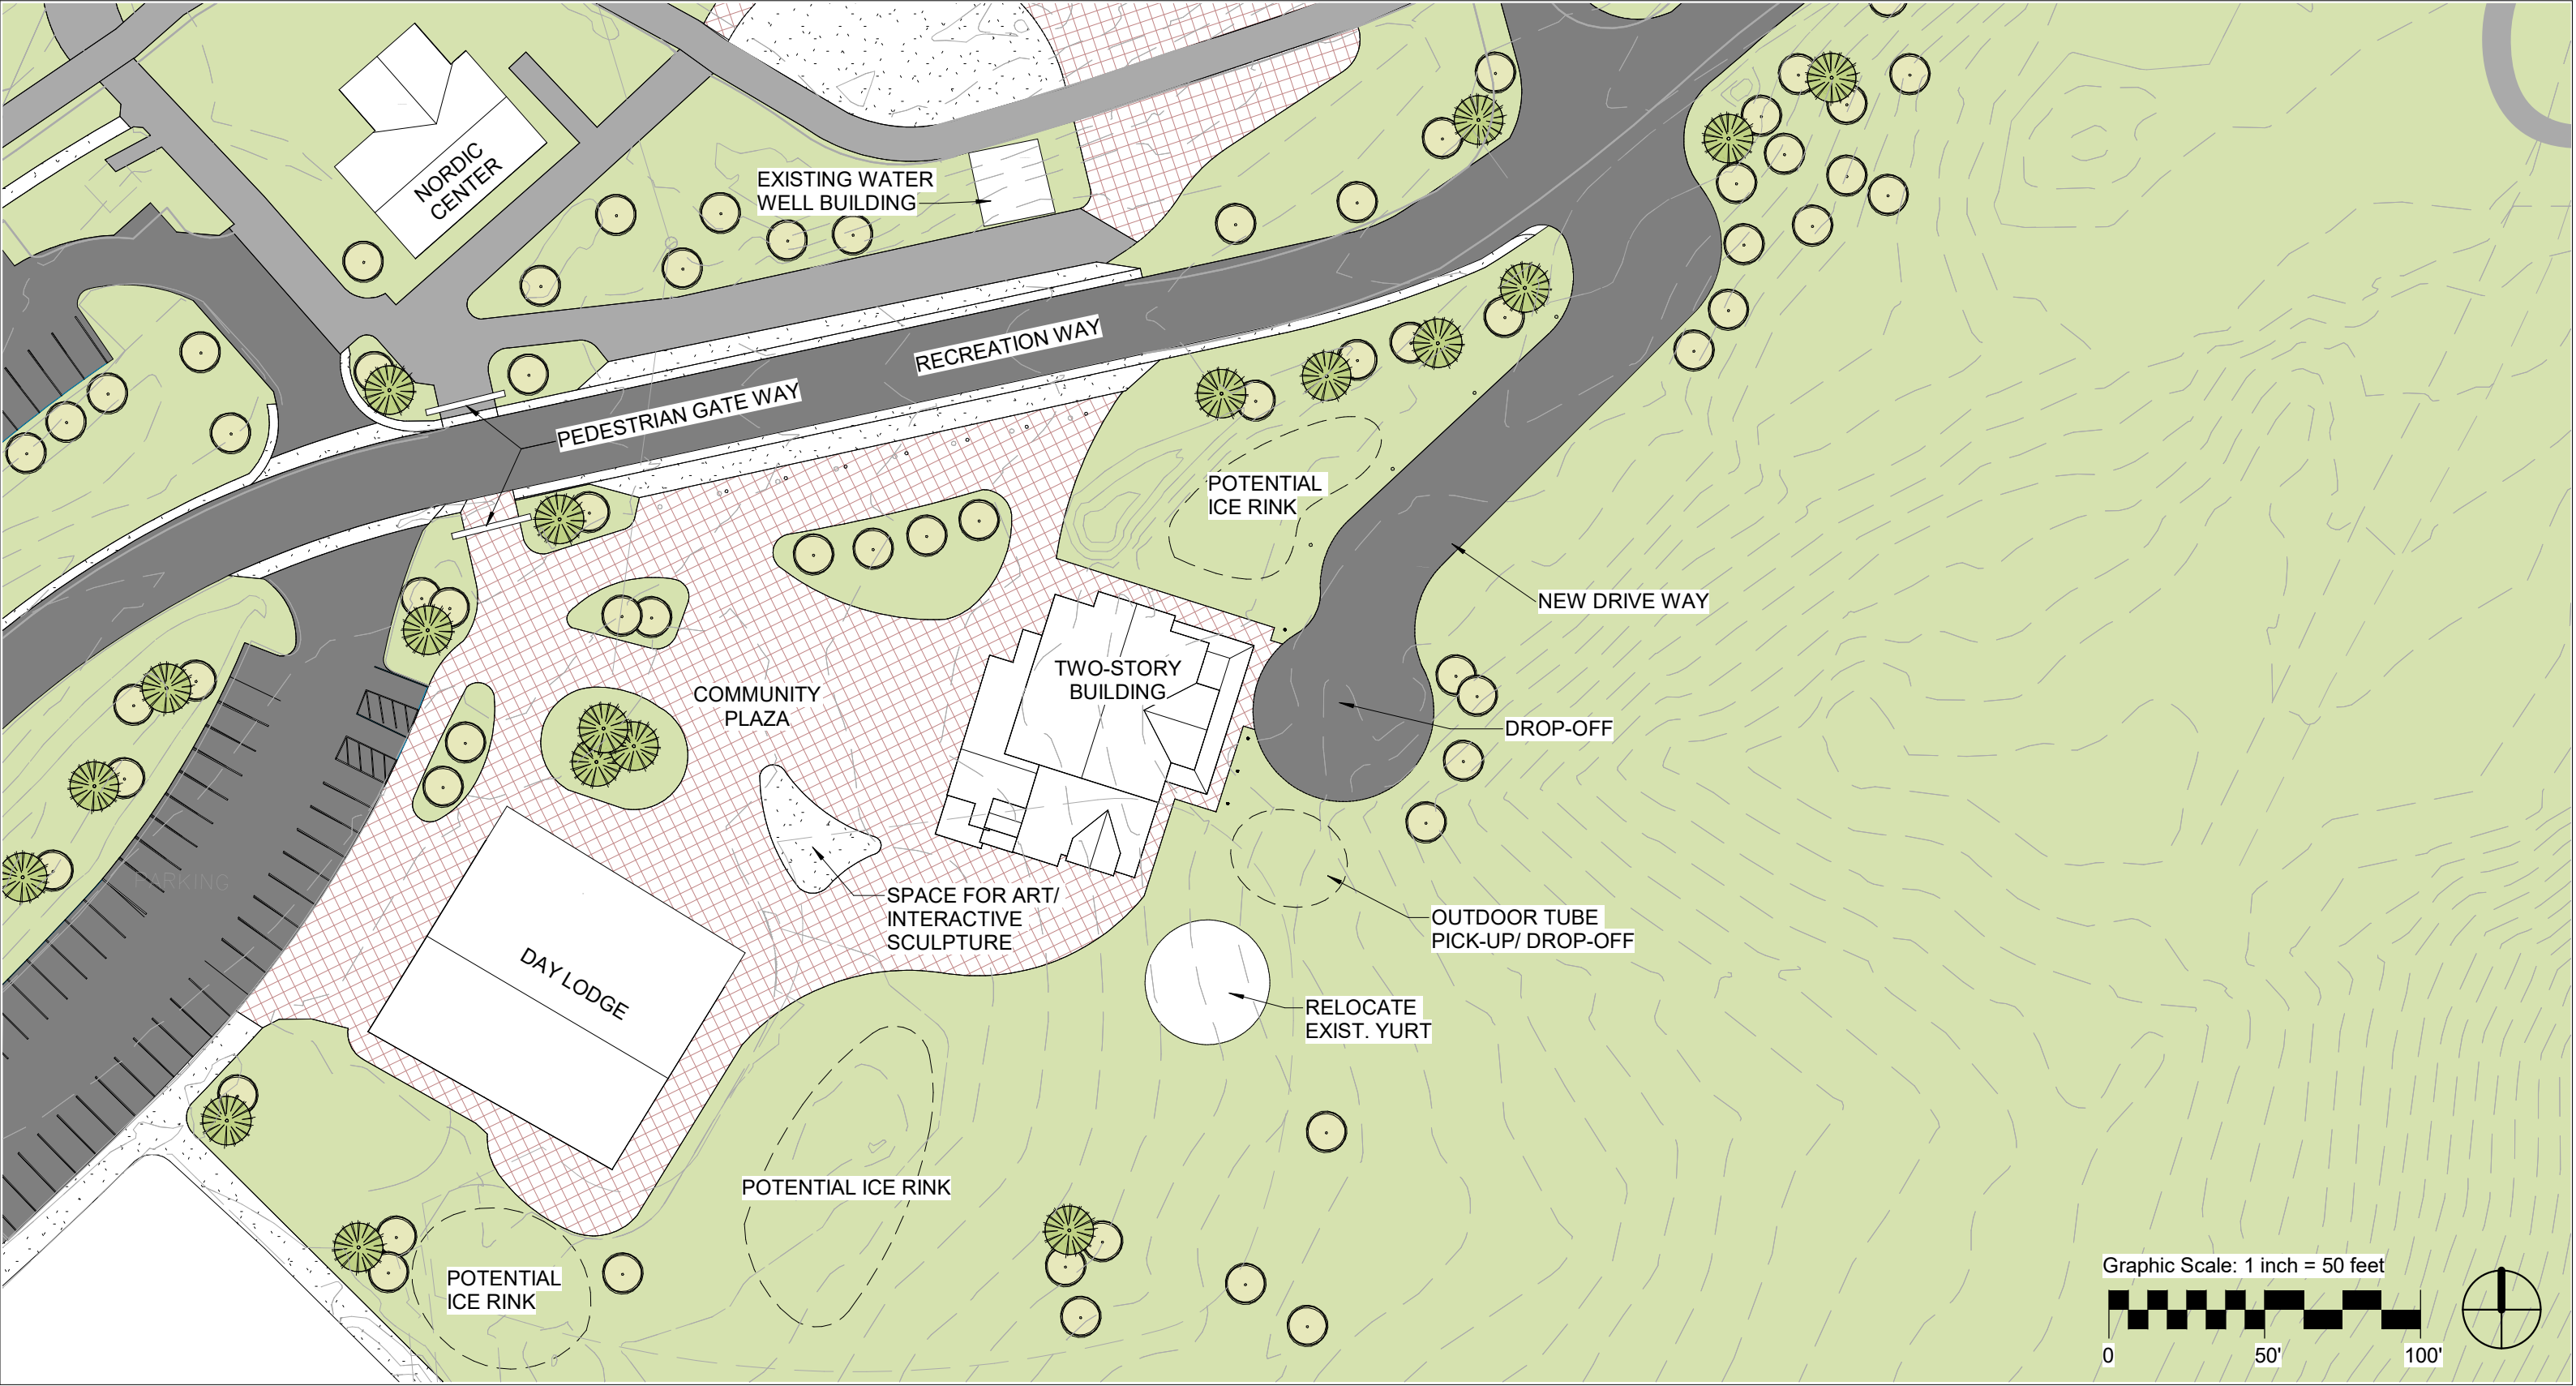 NORDIC
CENTER
EXISTING WATER
WELL BUILDING
RECREATION WAY
PEDESTRIAN GATE WAY
POTENTIAL
ICE RINK
NEW DRIVE WAY
TWO-STORY
BUILDING
COMMUNITY
PLAZA
DROP-OFF
PARKING
SPACE FOR ART/
INTERACTIVE
SCULPTURE
OUTDOOR TUBE
PICK-UP/ DROP-OFF
DAY LODGE
RELOCATE
EXIST. YURT
POTENTIAL ICE RINK
POTENTIAL
ICE RINK
Graphic Scale: 1 inch = 50 feet
0 50' 100'